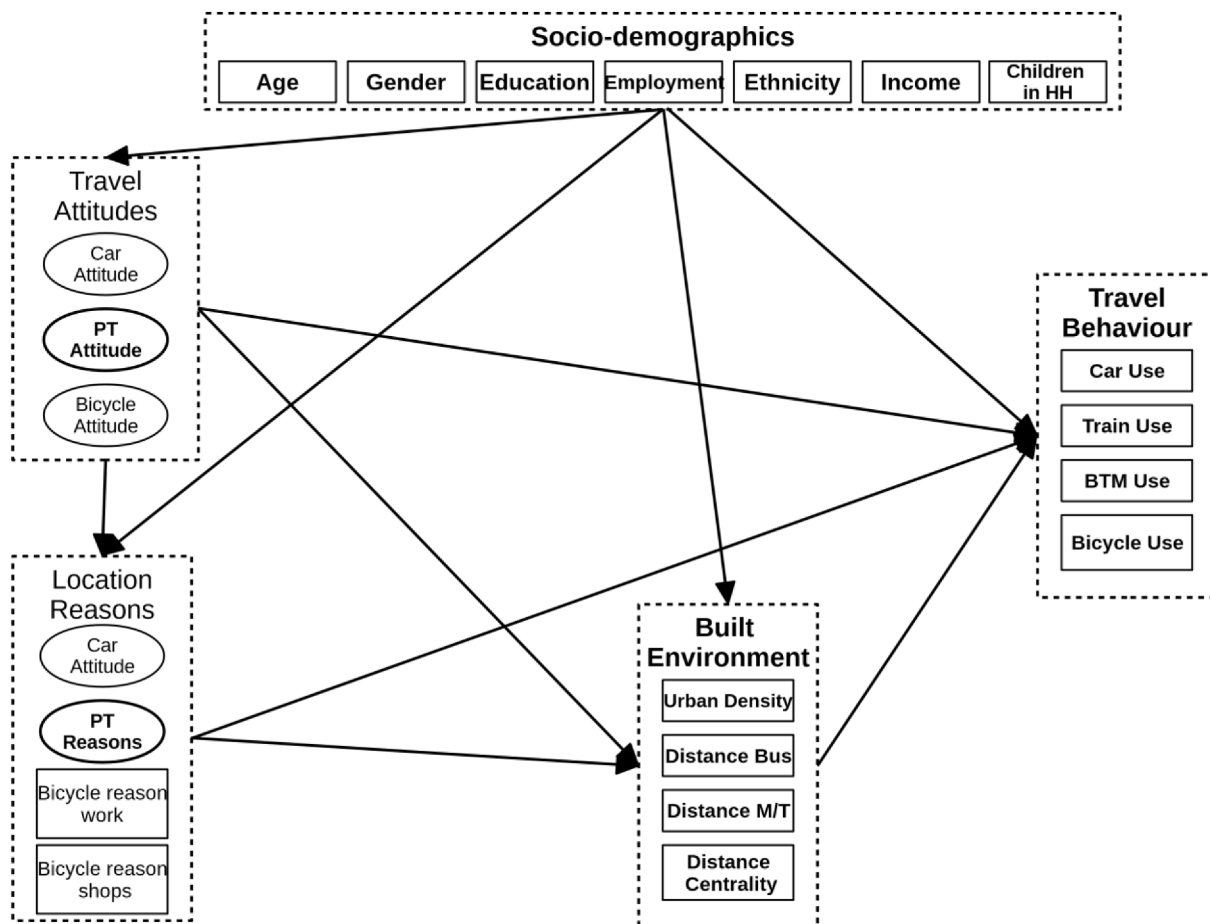 Socio-demographics
Age
Gender
Education
Employment
Ethnicity
Income
Children
in HH
Travel
Attitudes
Car
Attitude
PT
Attitude
Bicycle
Attitude
Travel
Behaviour
Car Use
Train Use
BTM Use
Bicycle Use
Location
Reasons
Car
Attitude
PT
Reasons
Bicycle reason
work
Bicycle reason
shops
Built
Environment
Urban Density
Distance Bus
Distance M/T
Distance
Centrality